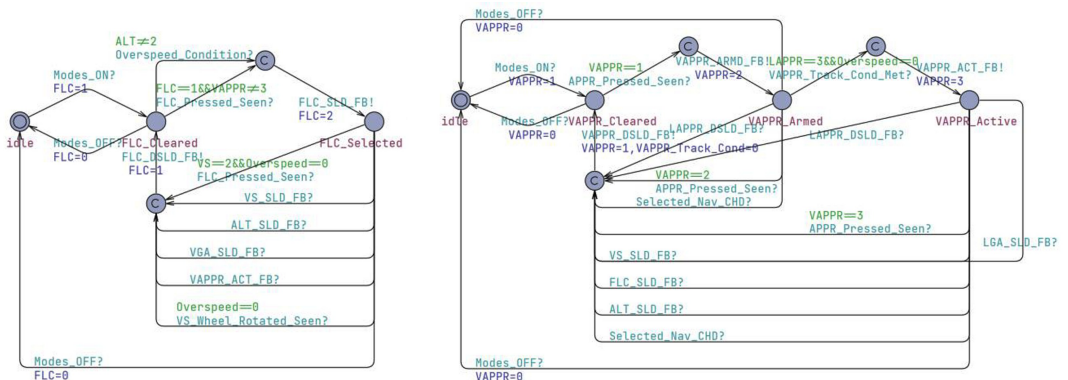 ALT≠2
Overspeed_Condition?
Modes_ON?
FLC=1
FLC==1&&VAPPR≠3
FLC_Pressed_Seen?
FLC_SLD_FB!
FLC=2
idle
Modes_OFF?
FLC=0
FLC_Cleared
FLC_DSLD_FB!
FLC=1
FLC_Selected
VS==2&&Overspeed==0
FLC_Pressed_Seen?
VS_SLD_FB?
ALT_SLD_FB?
VGA_SLD_FB?
VAPPR_ACT_FB?
Overspeed==0
VS_Wheel_Rotated_Seen?
Modes_OFF?
FLC=0
Modes_OFF?
VAPPR=0
Modes_ON?
VAPPR=1
VAPPR==1
APPR_Pressed_Seen?
VAPPR_ARMD_FB!
VAPPR=2
LAPPR==3&&Overspeed==0
VAPPR_Track_Cond_Met?
VAPPR_ACT_FB!
VAPPR=3
idle
Modes_OFF?
VAPPR=0
VAPPR_Cleared
VAPPR_DSLD_FB!
VAPPR=1,VAPPR_Track_Cond=0
LAPPR_DSLD_FB?
VAPPR_Armed
LAPPR_DSLD_FB?
VAPPR_Active
VAPPR==2
APPR_Pressed_Seen?
Selected_Nav_CHD?
VAPPR==3
APPR_Pressed_Seen?
LGA_SLD_FB?
VS_SLD_FB?
FLC_SLD_FB?
ALT_SLD_FB?
Selected_Nav_CHD?
Modes_OFF?
VAPPR=0
C
C
C
C
C